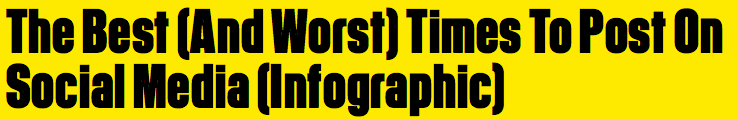 The Best (And Worst) Times To Post On
Social Media (Infographic)